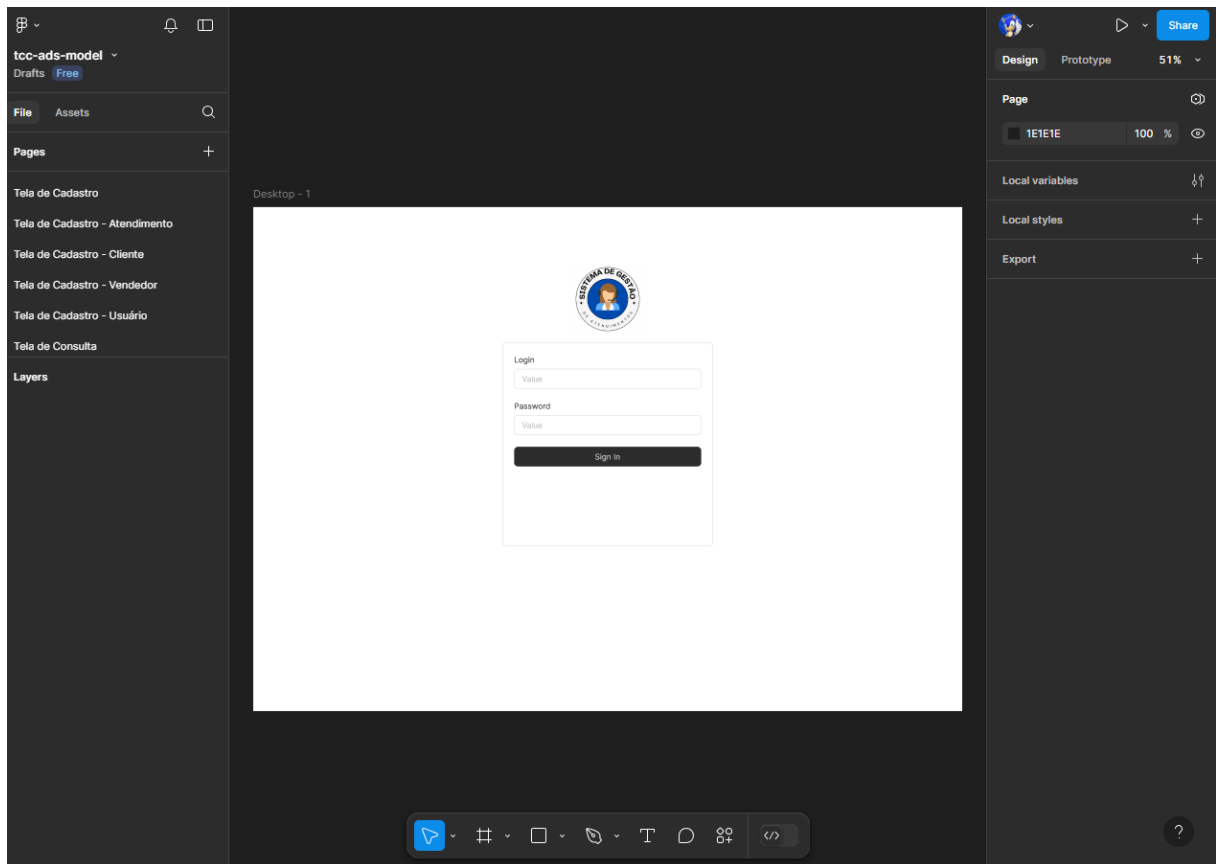 tcc-ads-model
Drafts Free
File Assets
Pages
Tela de Cadastro
Tela de Cadastro - Atendimento
Tela de Cadastro - Cliente
Tela de Cadastro - Vendedor
Tela de Cadastro - Usuário
Tela de Consulta
Layers
Desktop - 1
SISTEMA DE GESTÃO
DE ATENDIMENTOS
Login
Value
Password
Value
Sign In
Share
Design Prototype 51%
Page
1E1E1E 100 %
Local variables
Local styles
Export
?